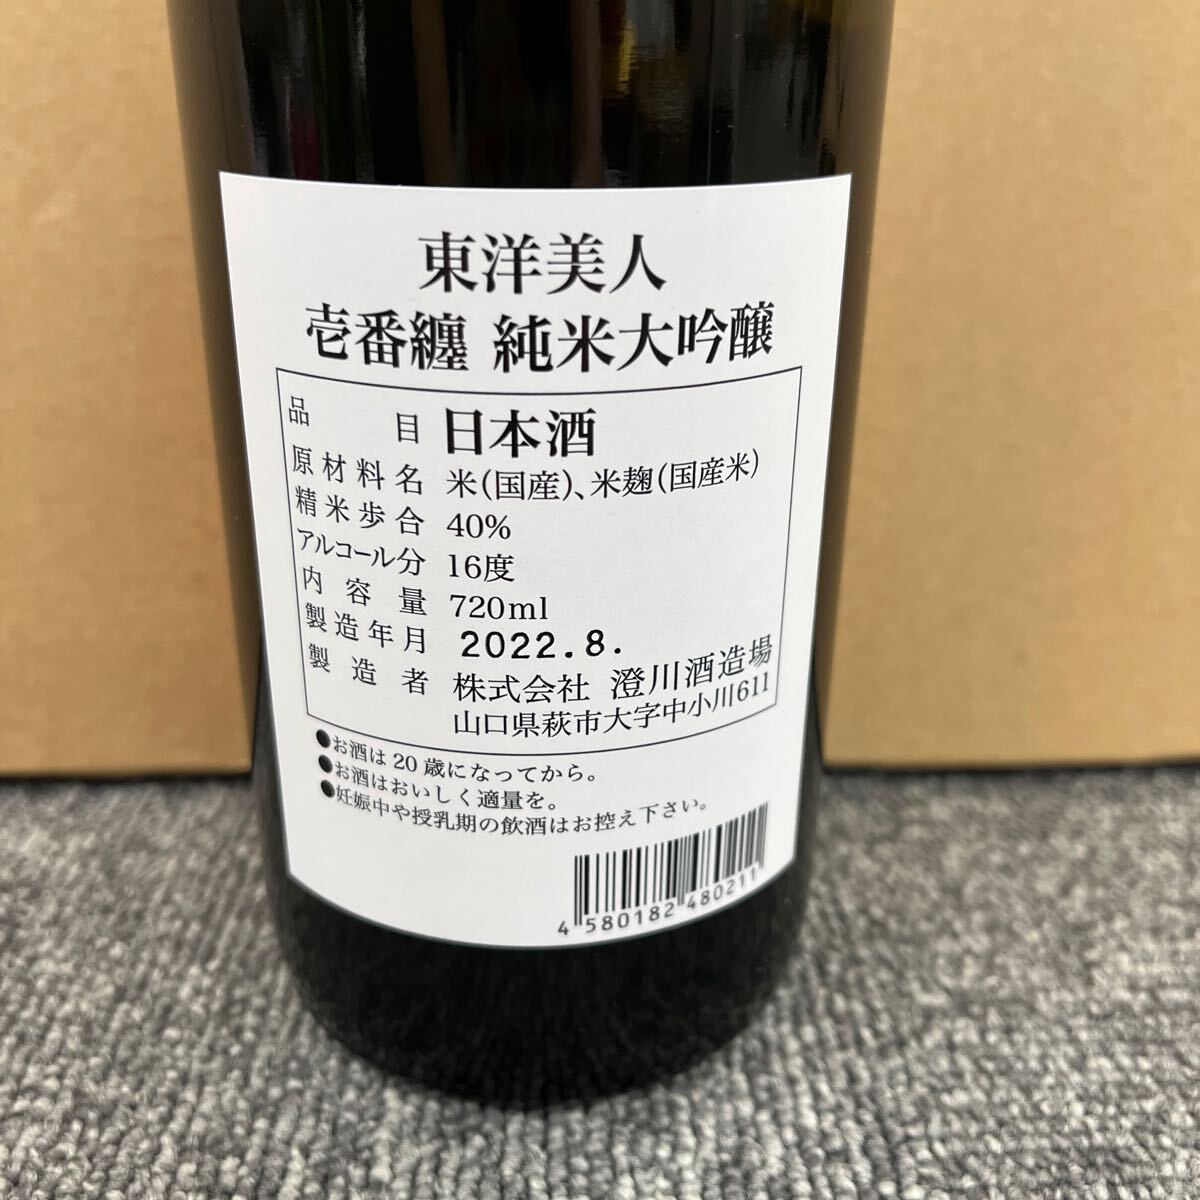 東洋美人
壱番纏 純米大吟醸
品目 日本酒
原材料名 米(国産)、米麹(国産米)
精米歩合 40%
アルコール分 16度
内容量 720ml
製造年月 2022.8.
製造者 株式会社 澄川酒造場
山口県萩市大字中小川611
●お酒は20歳になってから。
●お酒はおいしく適量を。
●妊娠中や授乳期の飲酒はお控え下さい。
4 580182 480211